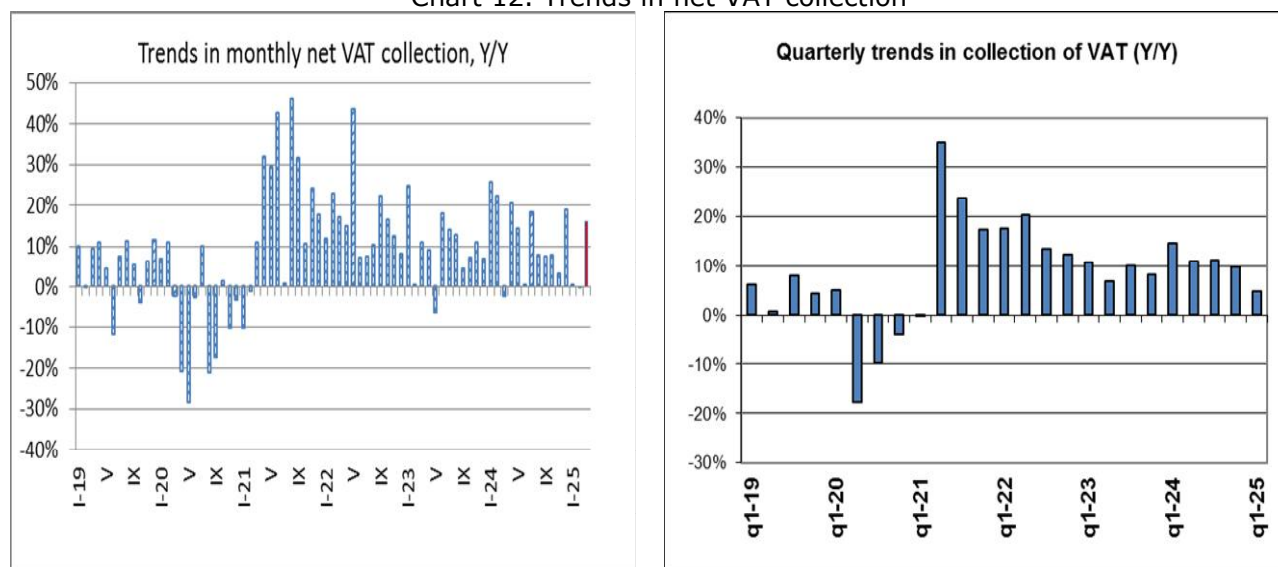 Chart 12. Trends in net VAT collection
Trends in monthly net VAT collection, Y/Y
50%
40%
30%
20%
10%
0%
-10%
-20%
-30%
-40%
I-19
V
IX
I-20
V
IX
I-21
V
IX
I-22
V
IX
I-23
V
IX
I-24
V
IX
I-25
Quarterly trends in collection of VAT (Y/Y)
40%
30%
20%
10%
0%
-10%
-20%
-30%
q1-19
q1-20
q1-21
q1-22
q1-23
q1-24
q1-25